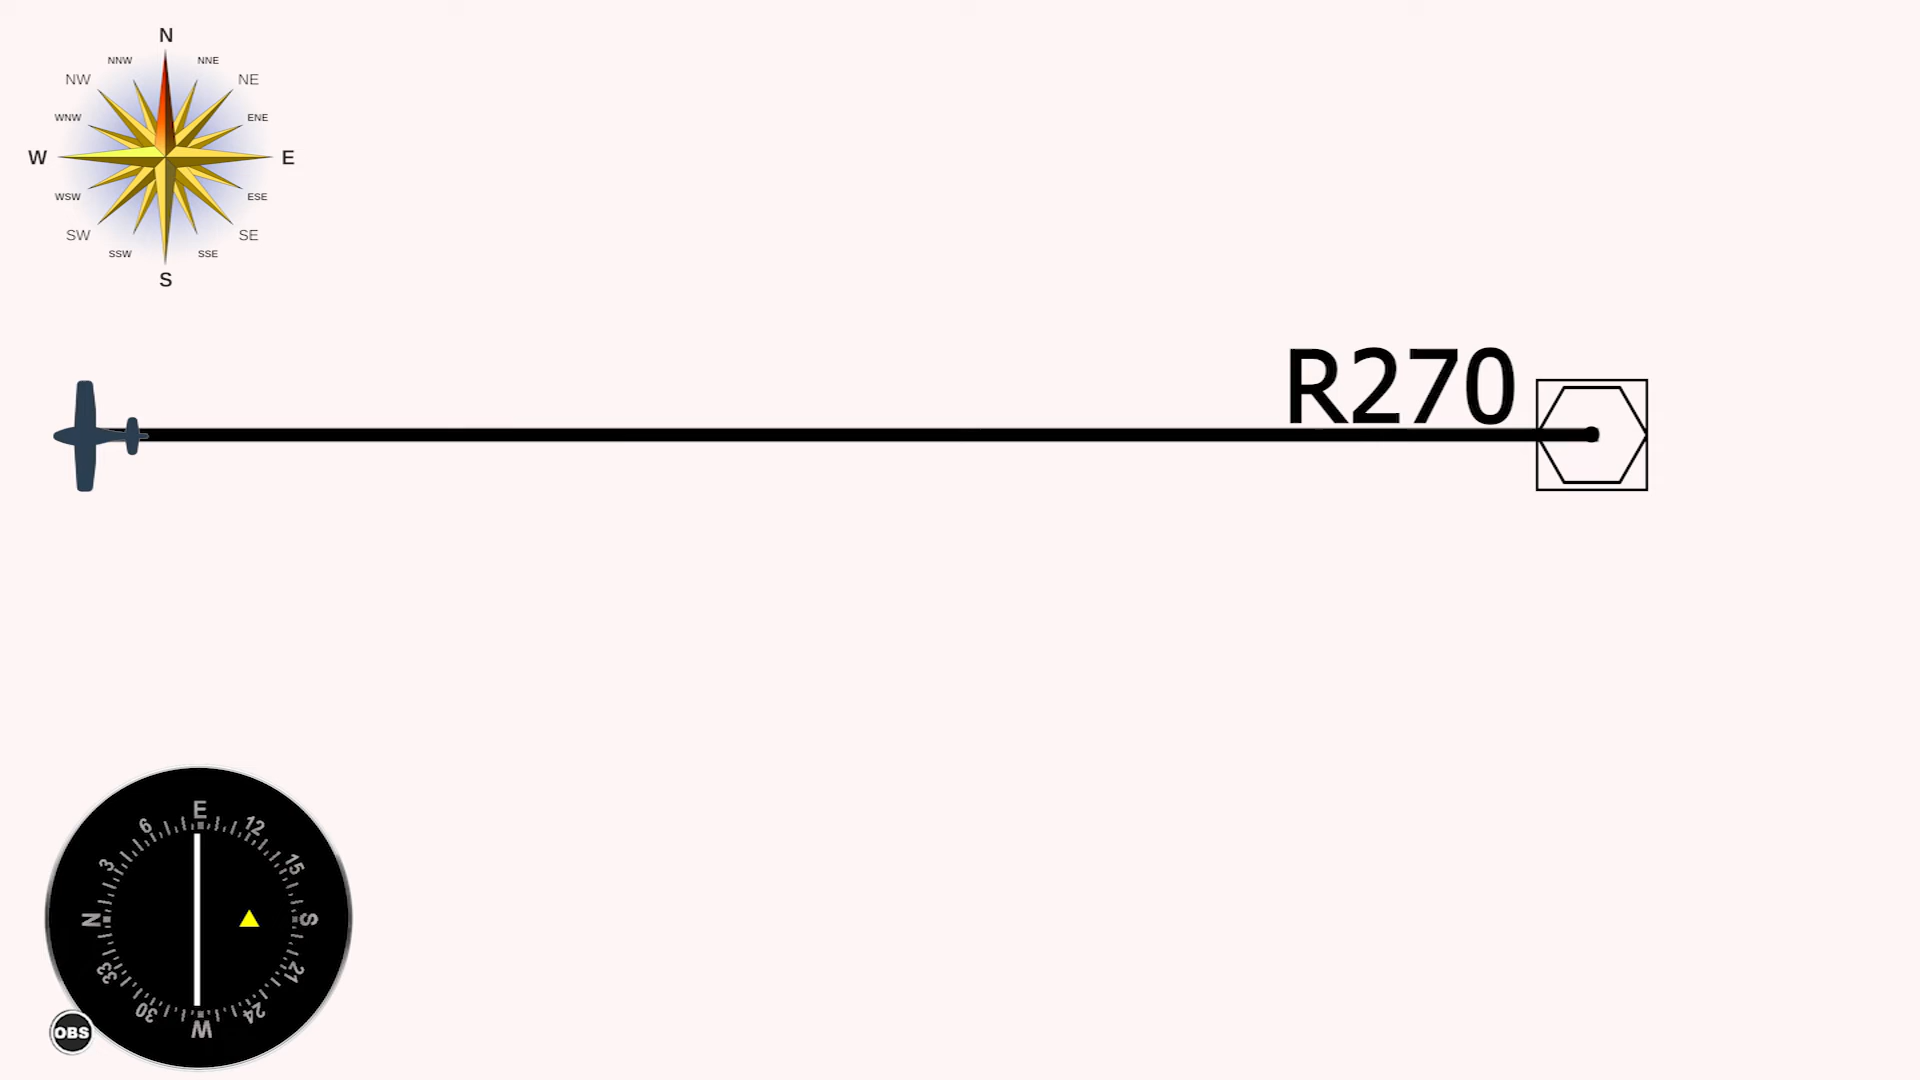 N
NNW NNE
NW NE
WNW ENE
W E
WSW ESE
SW SE
SSW SSE
S
R270
E
6 12
3 15
N S
33 21
30 24
W
OBS